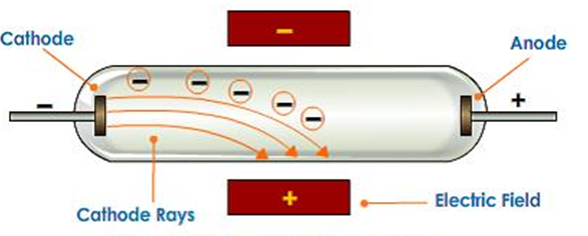 −
Cathode
Anode
− − − − −
−
+
Cathode Rays
+
Electric Field